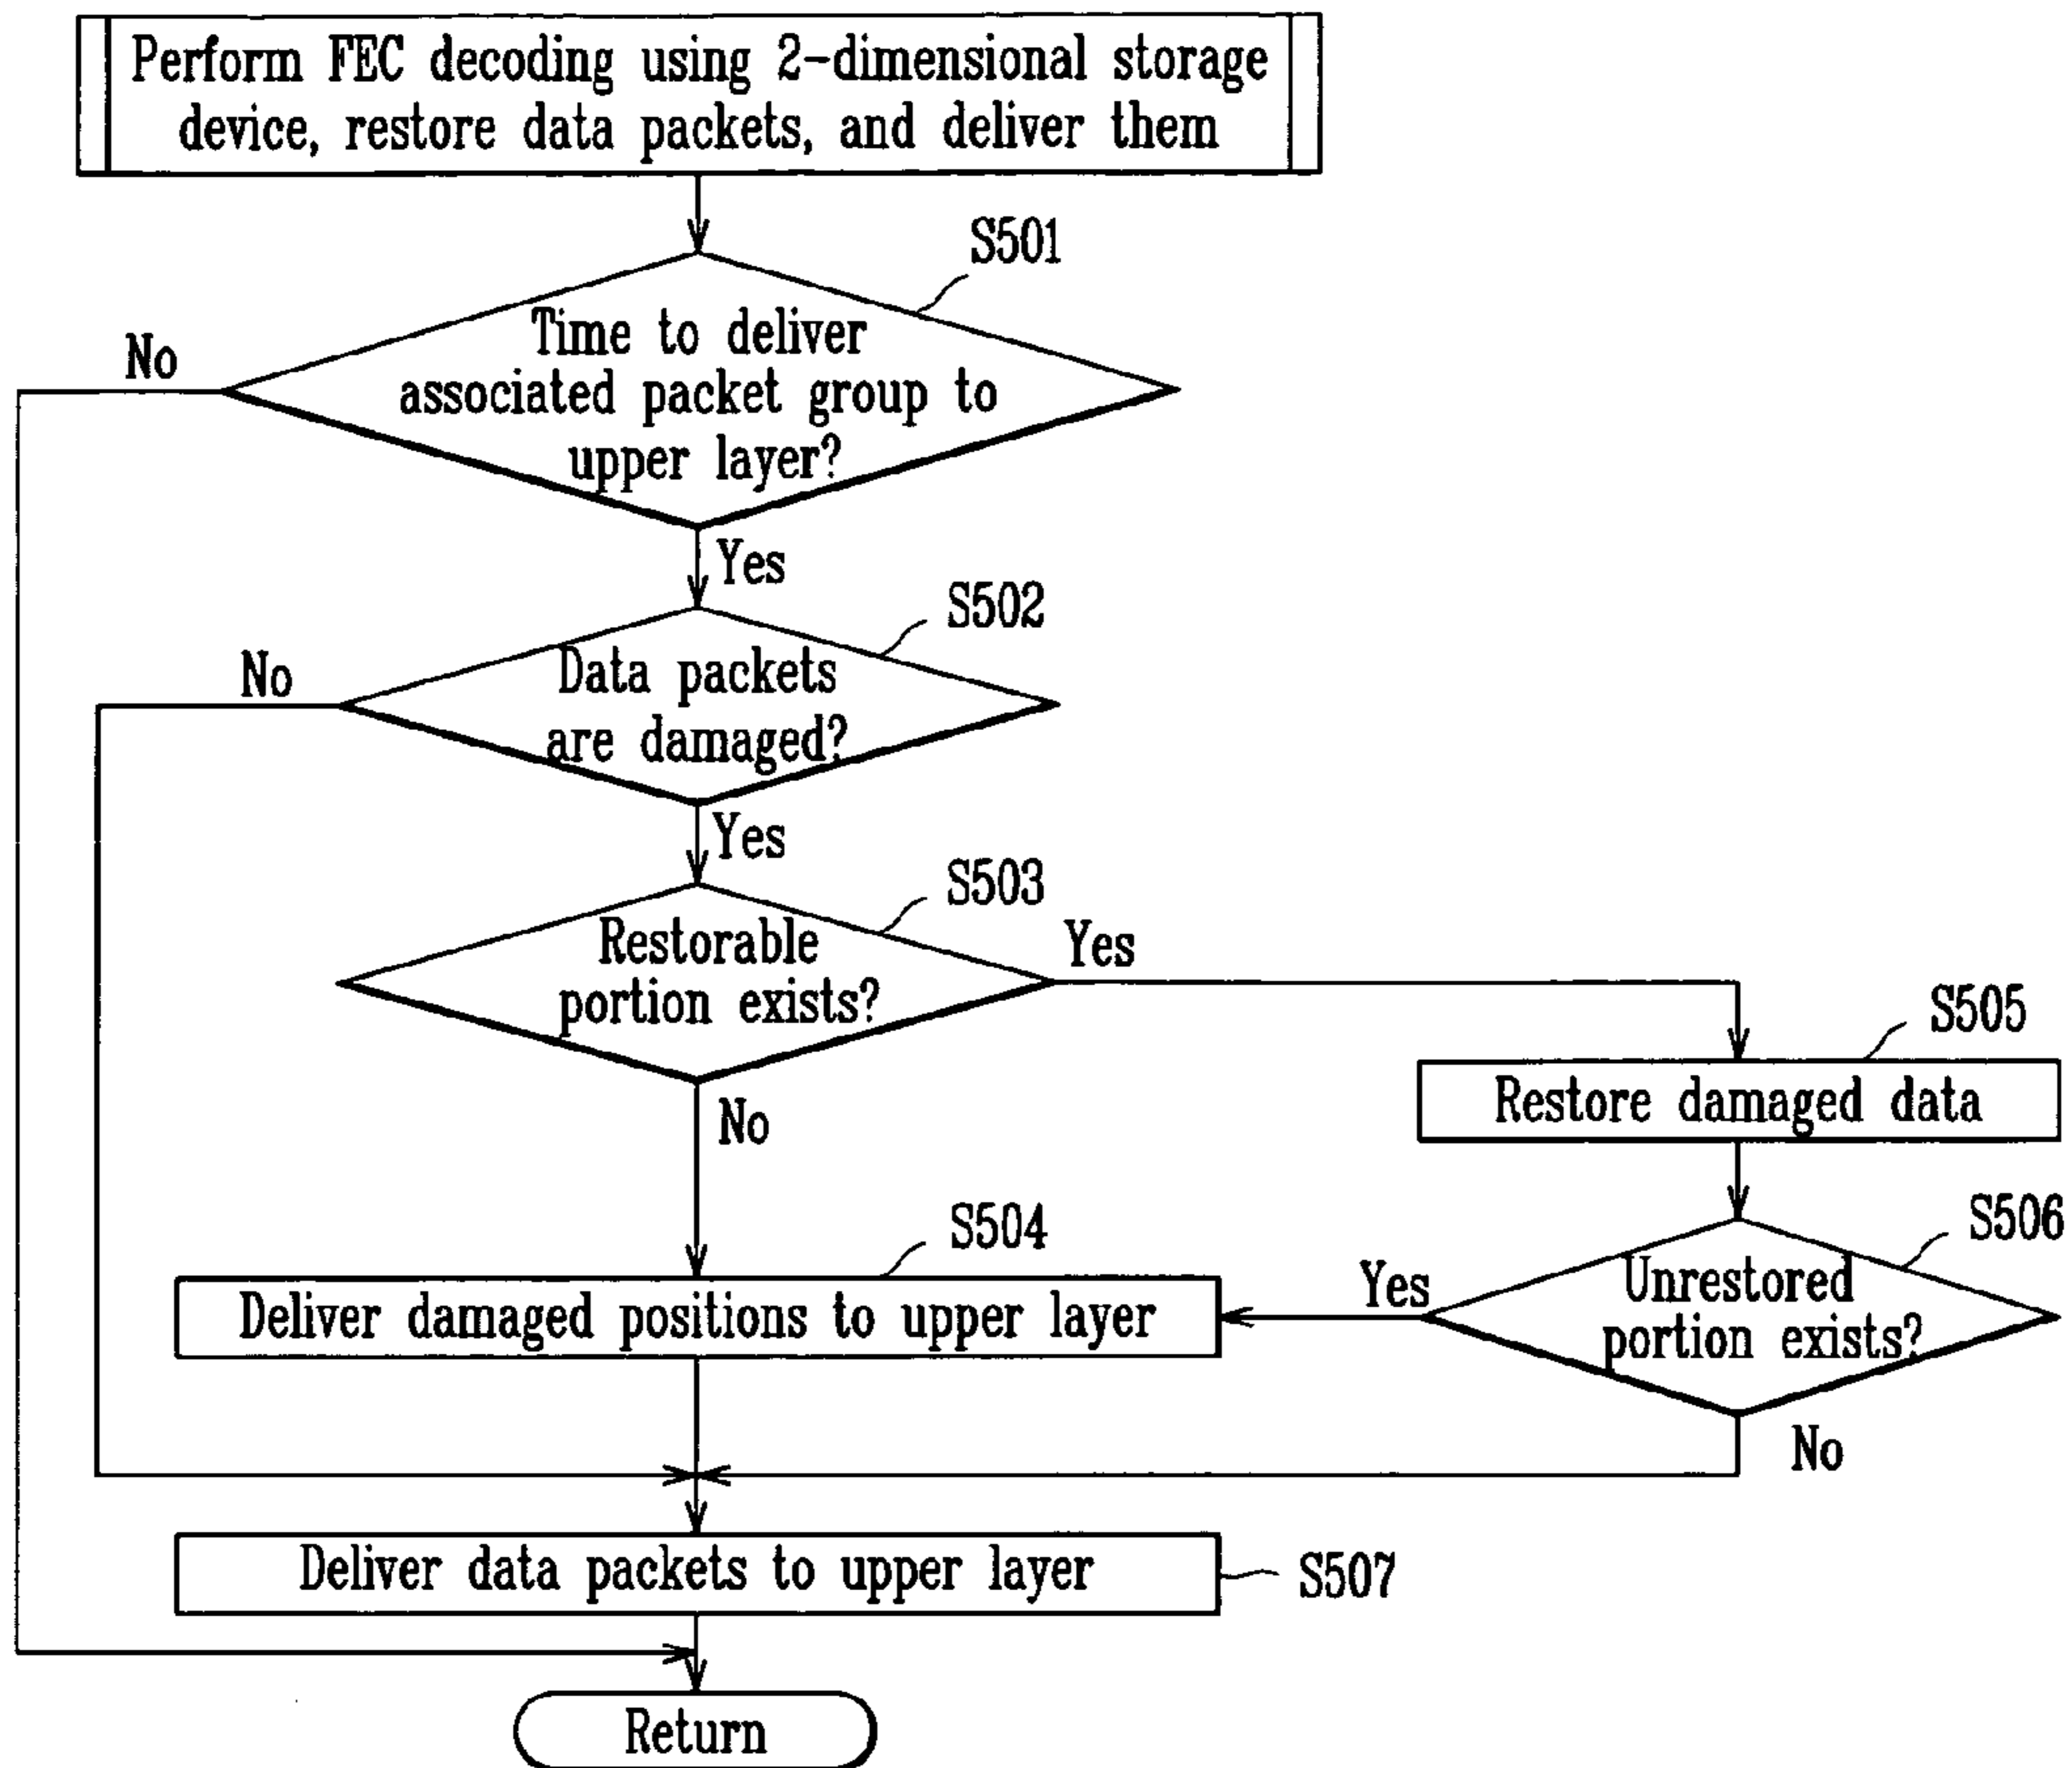 Perform FEC decoding using 2-dimensional storage
device, restore data packets, and deliver them
S501
Time to deliver
associated packet group to
upper layer?
No
Yes
S502
Data packets
are damaged?
No
Yes
S503
Restorable
portion exists?
Yes
No
S505
Restore damaged data
S504
Deliver damaged positions to upper layer
S506
Unrestored
portion exists?
Yes
No
Deliver data packets to upper layer
S507
Return